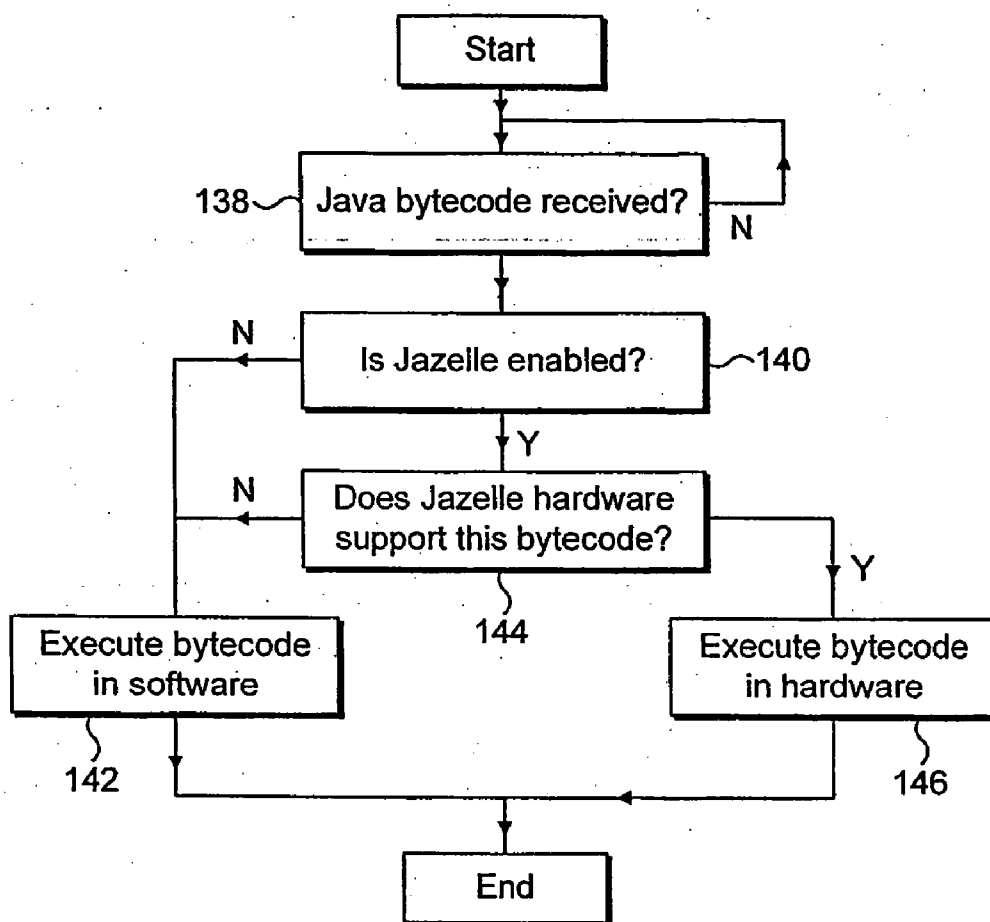 Start
138
Java bytecode received?
N
N
Is Jazelle enabled?
140
Y
N
Does Jazelle hardware
support this bytecode?
Y
144
Execute bytecode
in software
Execute bytecode
in hardware
142
146
End